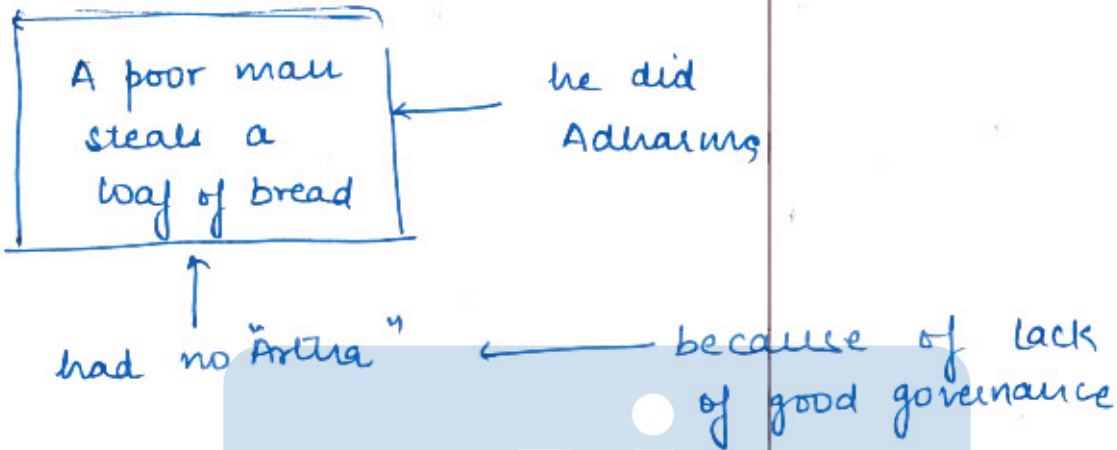 A poor man
steals a
loaf of bread
he did
Adharma
had no "Artha"
because of lack
of good governance